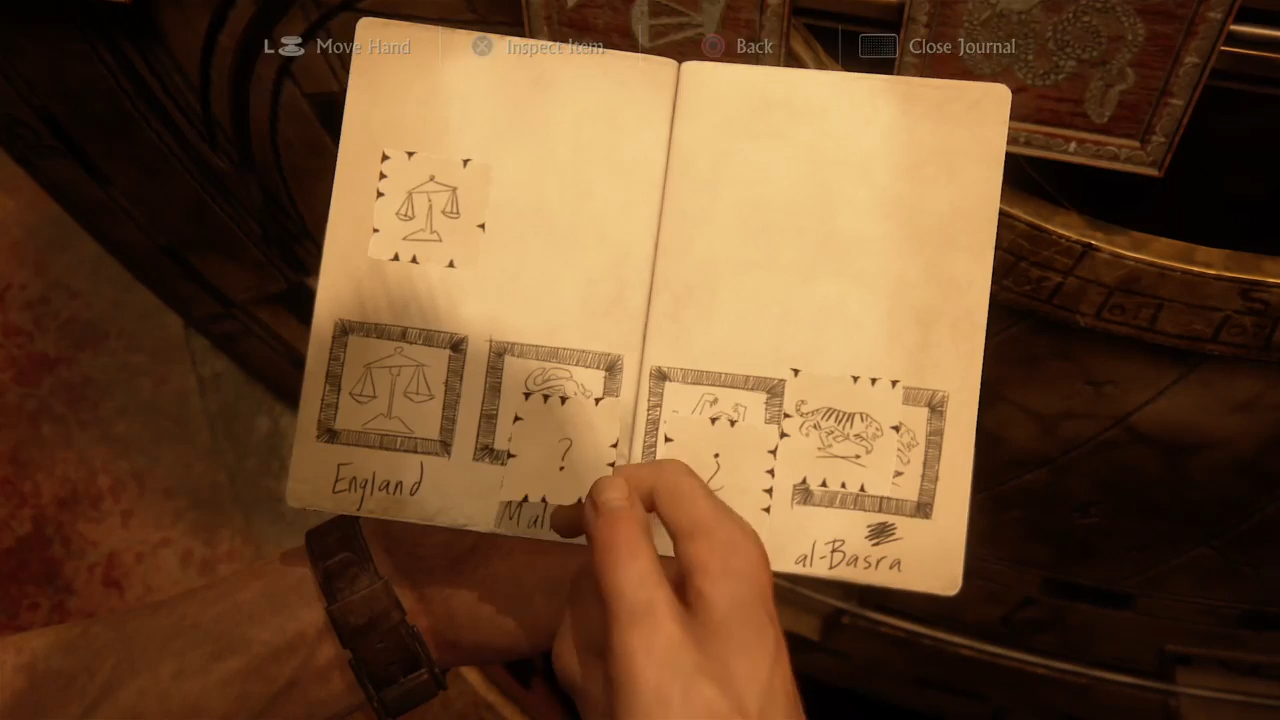 L Move Hand
Inspect Item
Back
Close Journal
?
¿
England
al-Basra